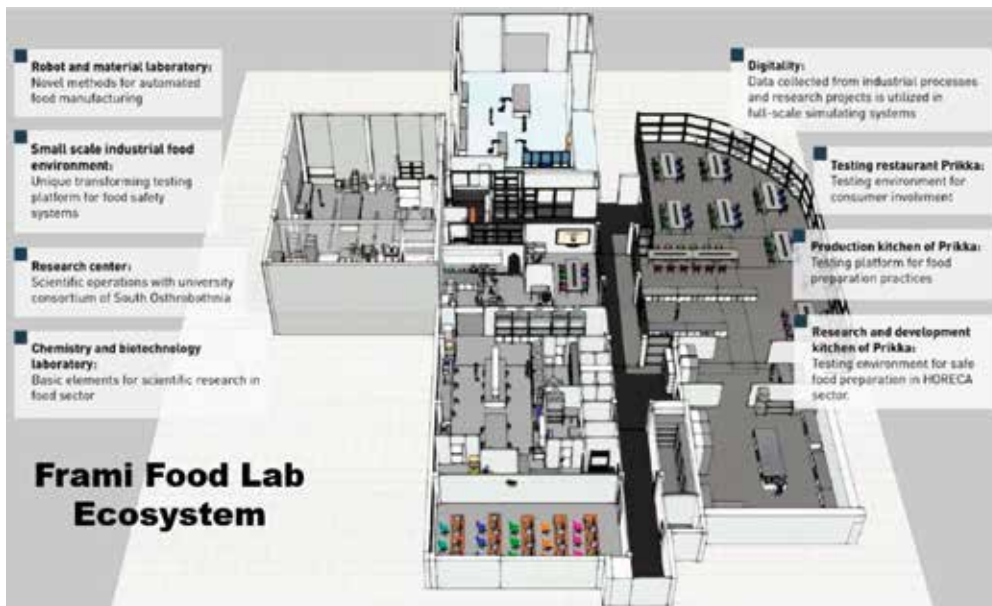 Robot and material laboratory:
Novel methods for automated
food manufacturing
Small scale industrial food
environment:
Unique transforming testing
platform for food safety
systems
Research center:
Scientific operations with university
consortium of South Osthrobothnia
Chemistry and biotechnology
laboratory:
Basic elements for scientific research in
food sector
Frami Food Lab
Ecosystem
Digitality:
Data collected from industrial processes
and research projects is utilized in
full-scale simulating systems
Testing restaurant Prikka:
Testing environment for
consumer involvment
Production kitchen of Prikka:
Testing platform for food
preparation practices
Research and development
kitchen of Prikka:
Testing environment for safe
food preparation in HORECA
sector.